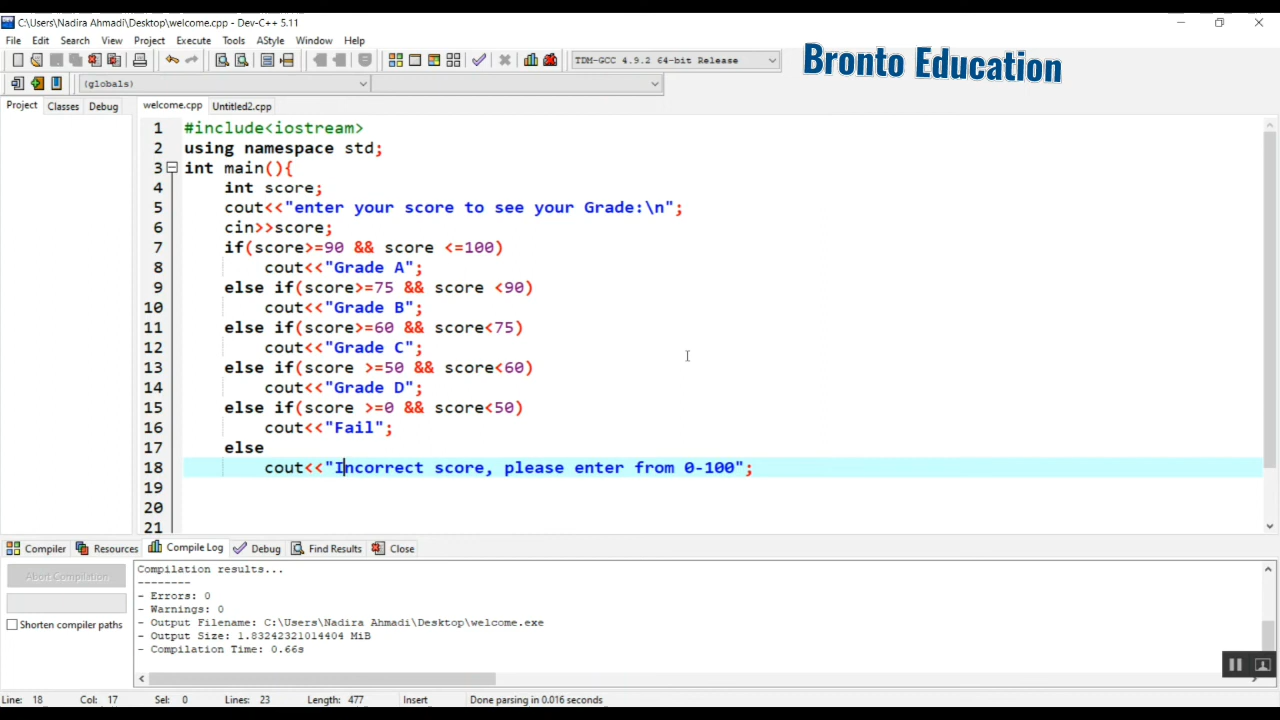 C:\Users\Nadira Ahmadi\Desktop\welcome.cpp - Dev-C++ 5.11
File Edit Search View Project Execute Tools AStyle Window Help
TDM-GCC 4.9.2 64-bit Release
Bronto Education
(globals)
Project Classes Debug welcome.cpp Untitled2.cpp
1 #include<iostream>
2 using namespace std;
3 int main(){
4 int score;
5 cout<<"enter your score to see your Grade:\n";
6 cin>>score;
7 if(score>=90 && score <=100)
8 cout<<"Grade A";
9 else if(score>=75 && score <90)
10 cout<<"Grade B";
11 else if(score>=60 && score<75)
12 cout<<"Grade C";
13 else if(score >=50 && score<60)
14 cout<<"Grade D";
15 else if(score >=0 && score<50)
16 cout<<"Fail";
17 else
18 cout<<"Incorrect score, please enter from 0-100";
19
20
21
Compiler Resources Compile Log Debug Find Results Close
Abort Compilation
Shorten compiler paths
Compilation results...
--------
- Errors: 0
- Warnings: 0
- Output Filename: C:\Users\Nadira Ahmadi\Desktop\welcome.exe
- Output Size: 1.83242321014404 MiB
- Compilation Time: 0.66s
Line: 18 Col: 17 Sel: 0 Lines: 23 Length: 477 Insert Done parsing in 0.016 seconds